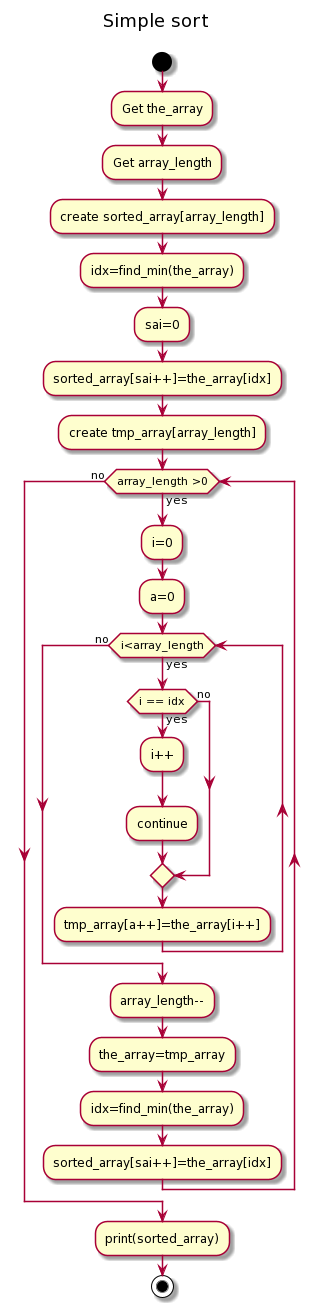 Simple sort
Get the_array
Get array_length
create sorted_array[array_length]
idx=find_min(the_array)
sai=0
sorted_array[sai++]=the_array[idx]
create tmp_array[array_length]
no
array_length >0
yes
i=0
a=0
no
i<array_length
yes
i == idx
no
yes
i++
continue
tmp_array[a++]=the_array[i++]
array_length--
the_array=tmp_array
idx=find_min(the_array)
sorted_array[sai++]=the_array[idx]
print(sorted_array)